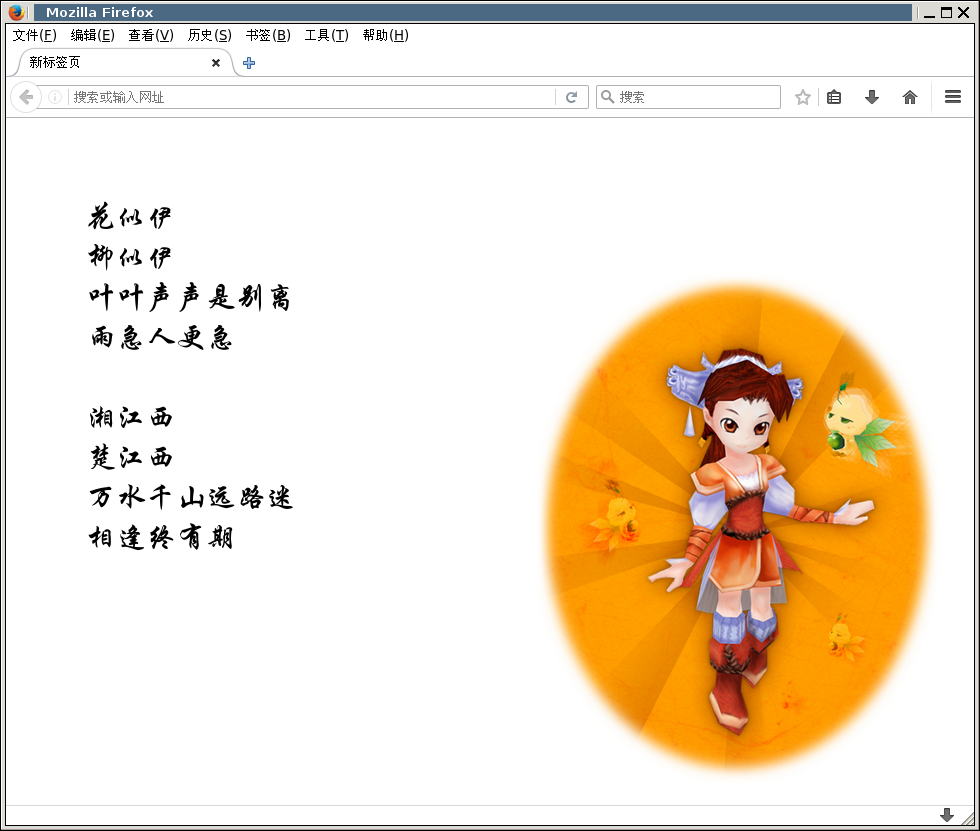 Mozilla Firefox
文件(F) 编辑(E) 查看(V) 历史(S) 书签(B) 工具(T) 帮助(H)
新标签页
搜索或输入网址 搜索
花似伊
柳似伊
叶叶声声是别离
雨急人更急
湘江西
楚江西
万水千山远路迷
相逢终有期